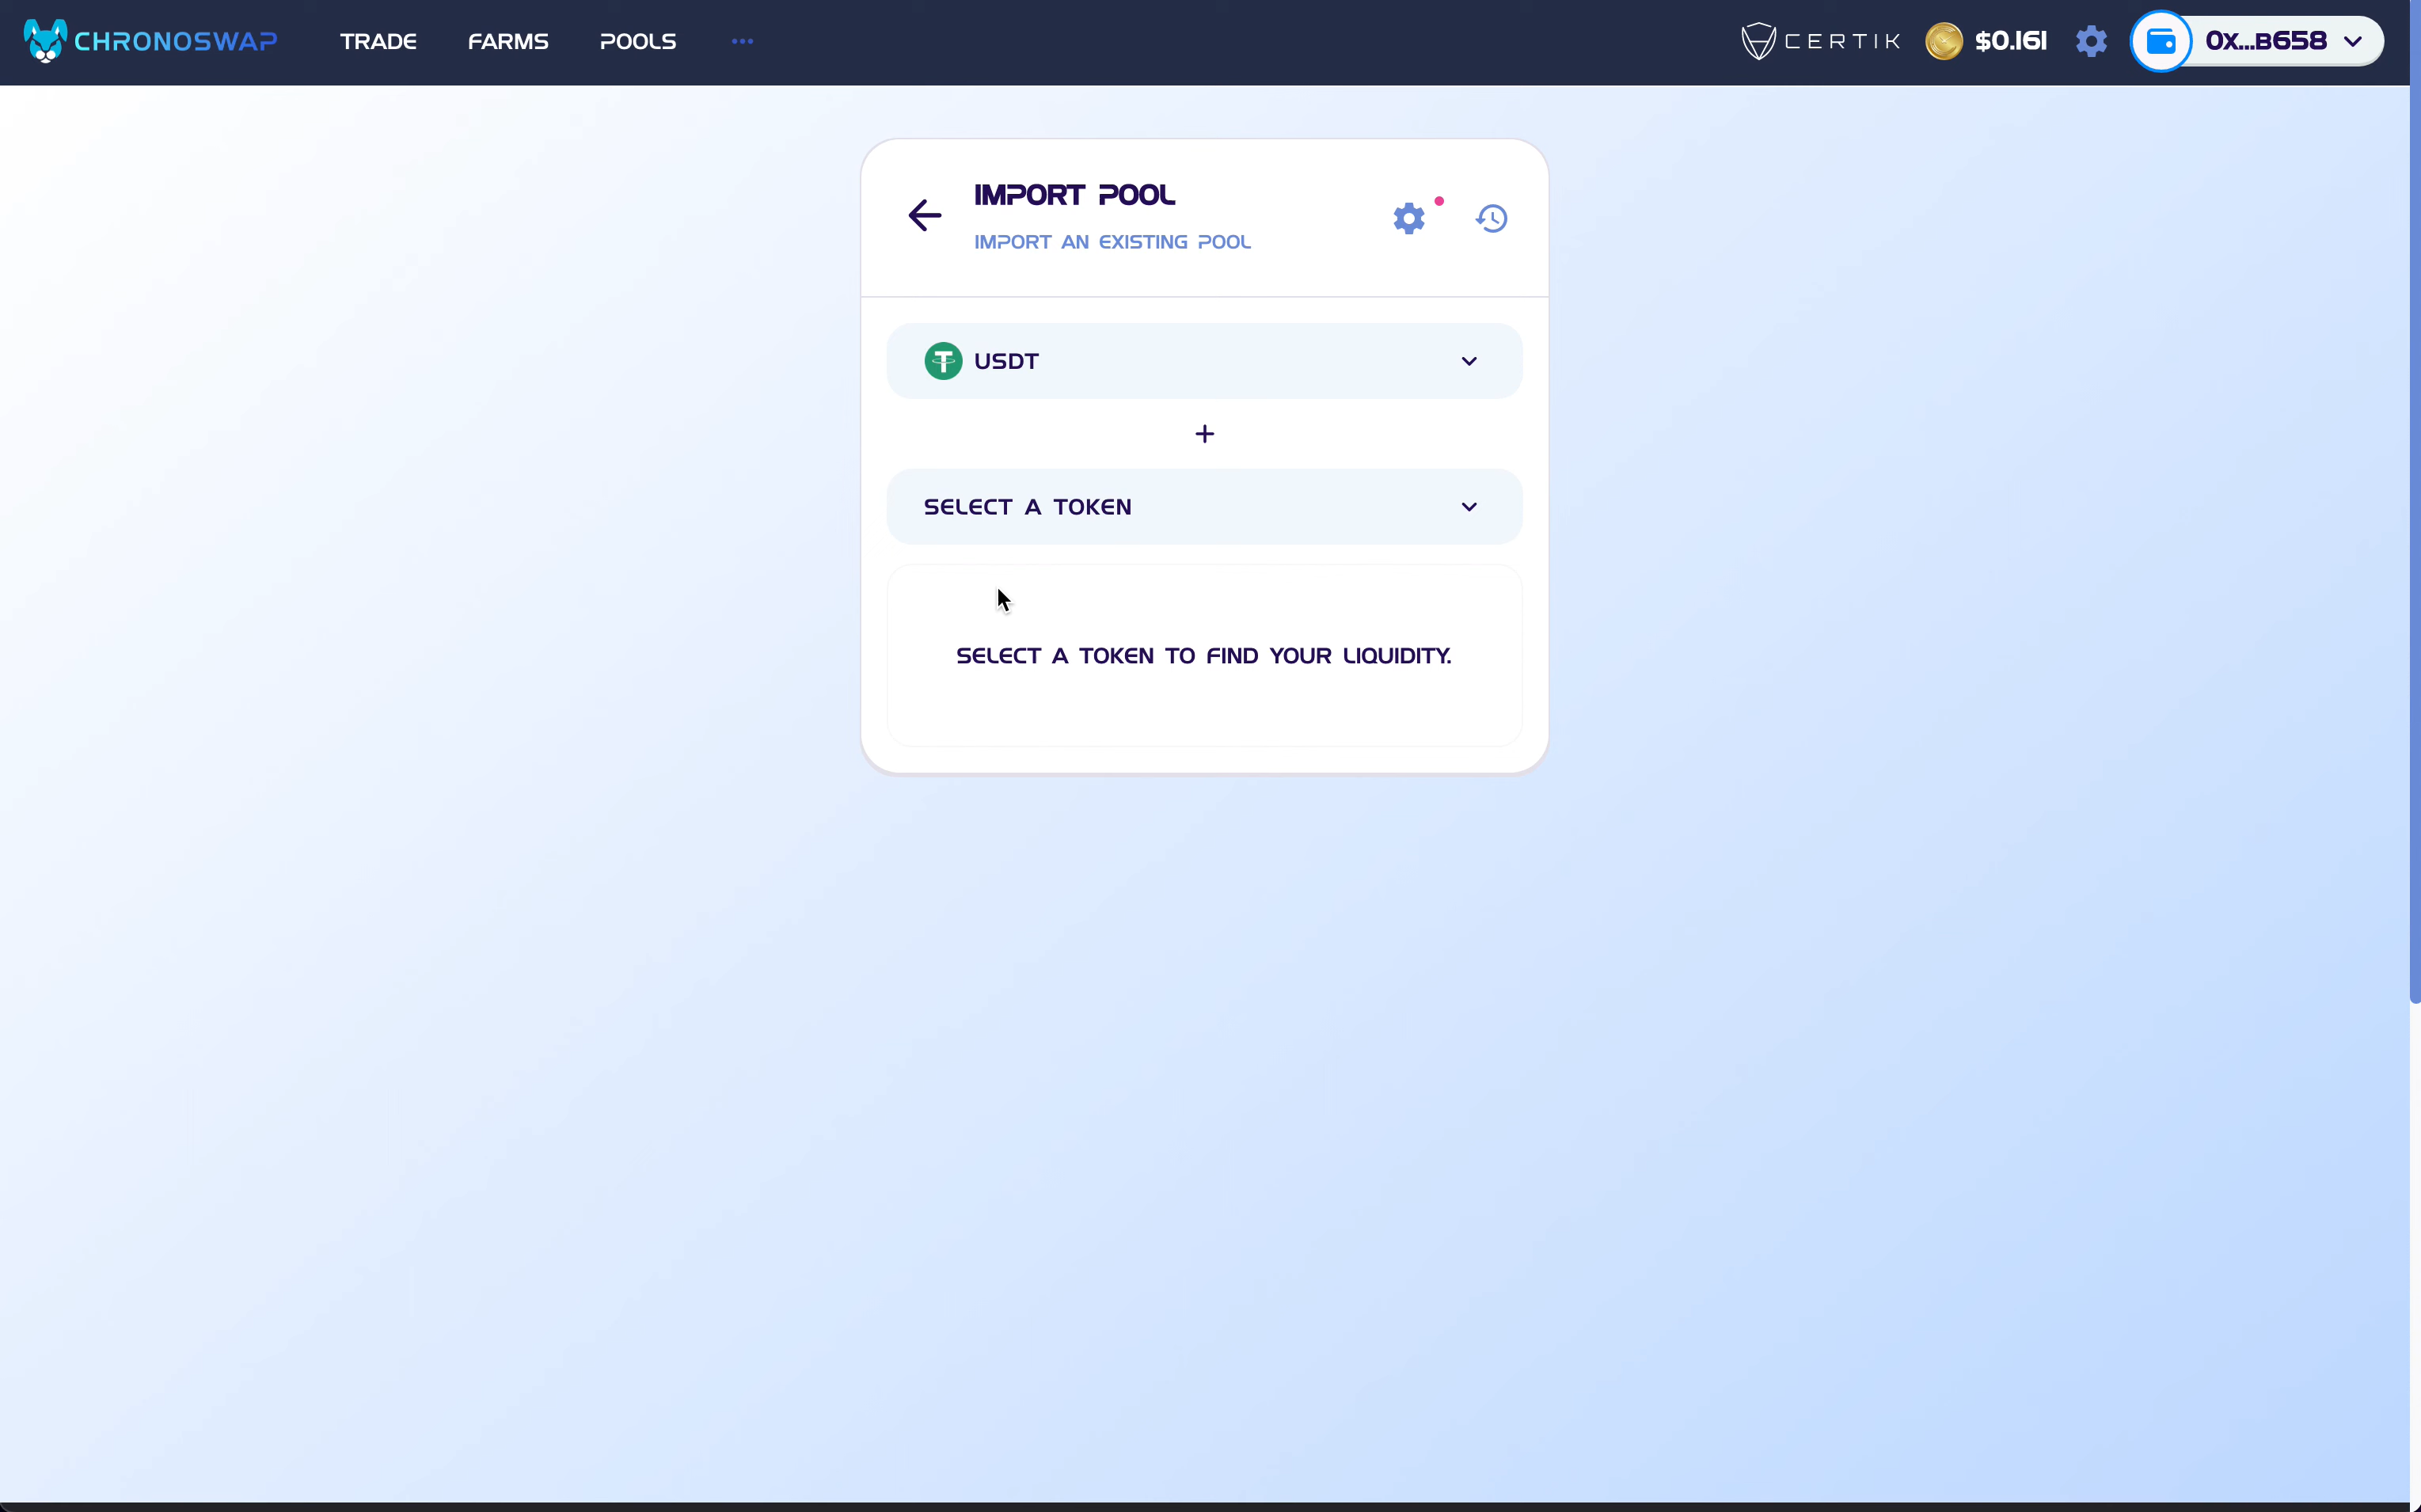 CHRONOSWAP TRADE FARMS POOLS CERTIK $0.161 0X...B658
IMPORT POOL
IMPORT AN EXISTING POOL
USDT
SELECT A TOKEN
SELECT A TOKEN TO FIND YOUR LIQUIDITY.